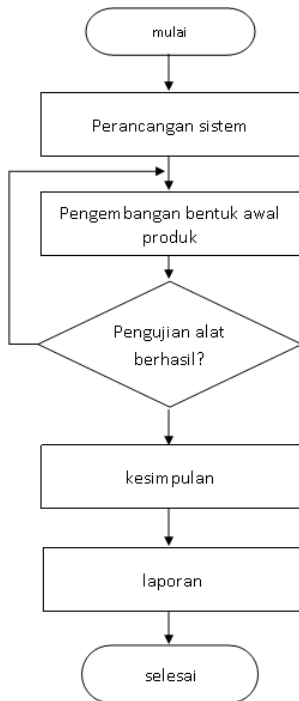 mulai
Perancangan sistem
Pengembangan bentuk awal
produk
Pengujian alat
berhasil?
kesimpulan
laporan
selesai